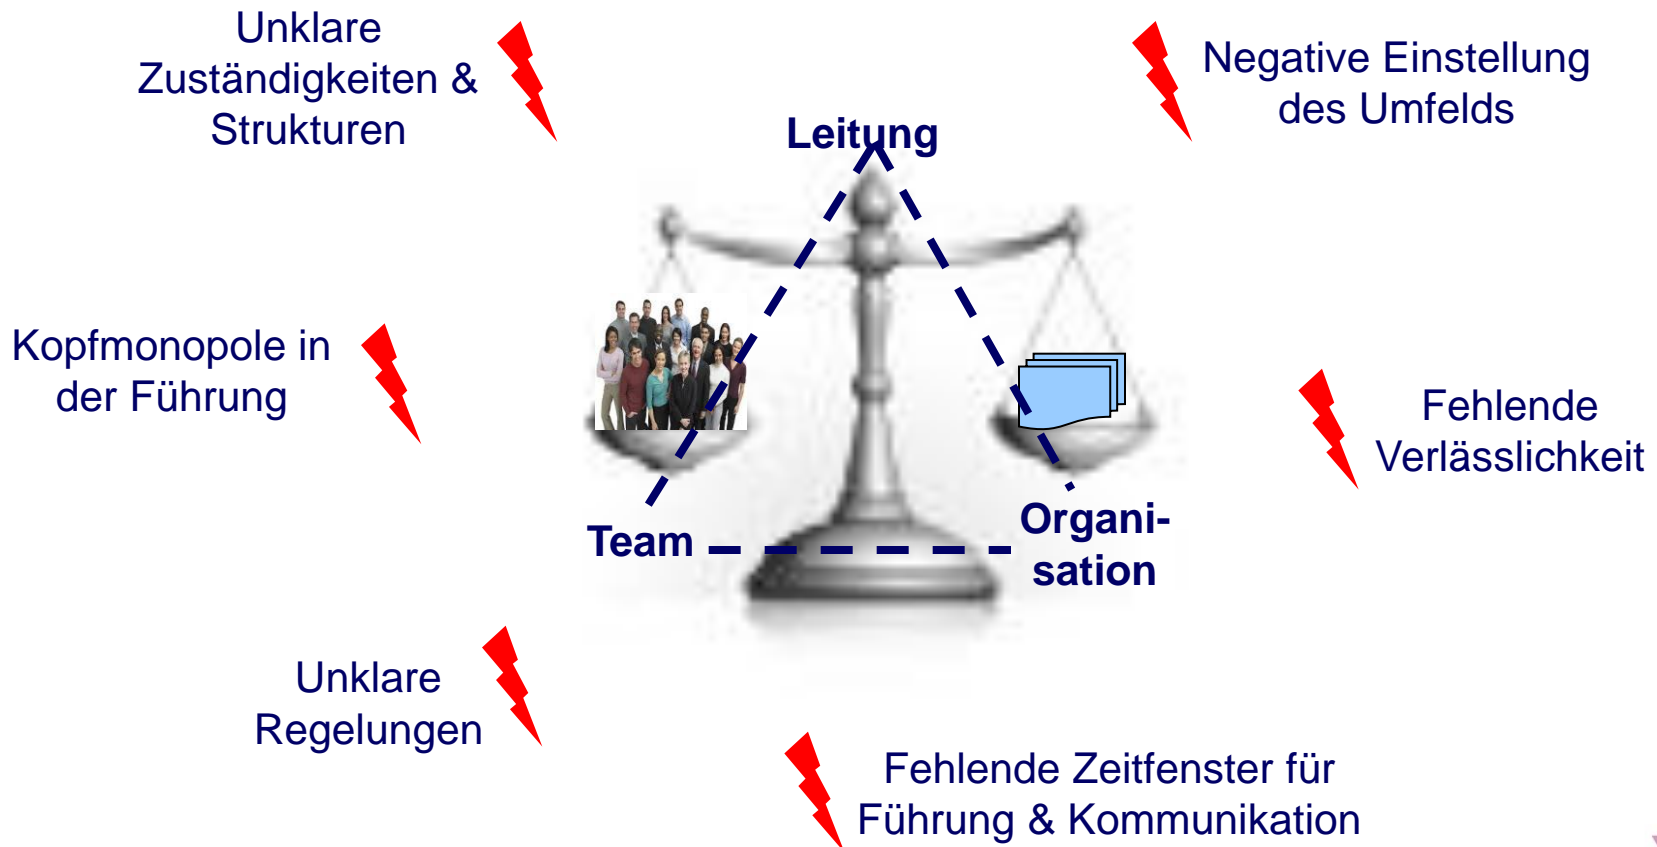 Unklare
Zuständigkeiten &
Strukturen
Negative Einstellung
des Umfelds
Leitung
Kopfmonopole in
der Führung
Fehlende
Verlässlichkeit
Team
Organi-
sation
Unklare
Regelungen
Fehlende Zeitfenster für
Führung & Kommunikation